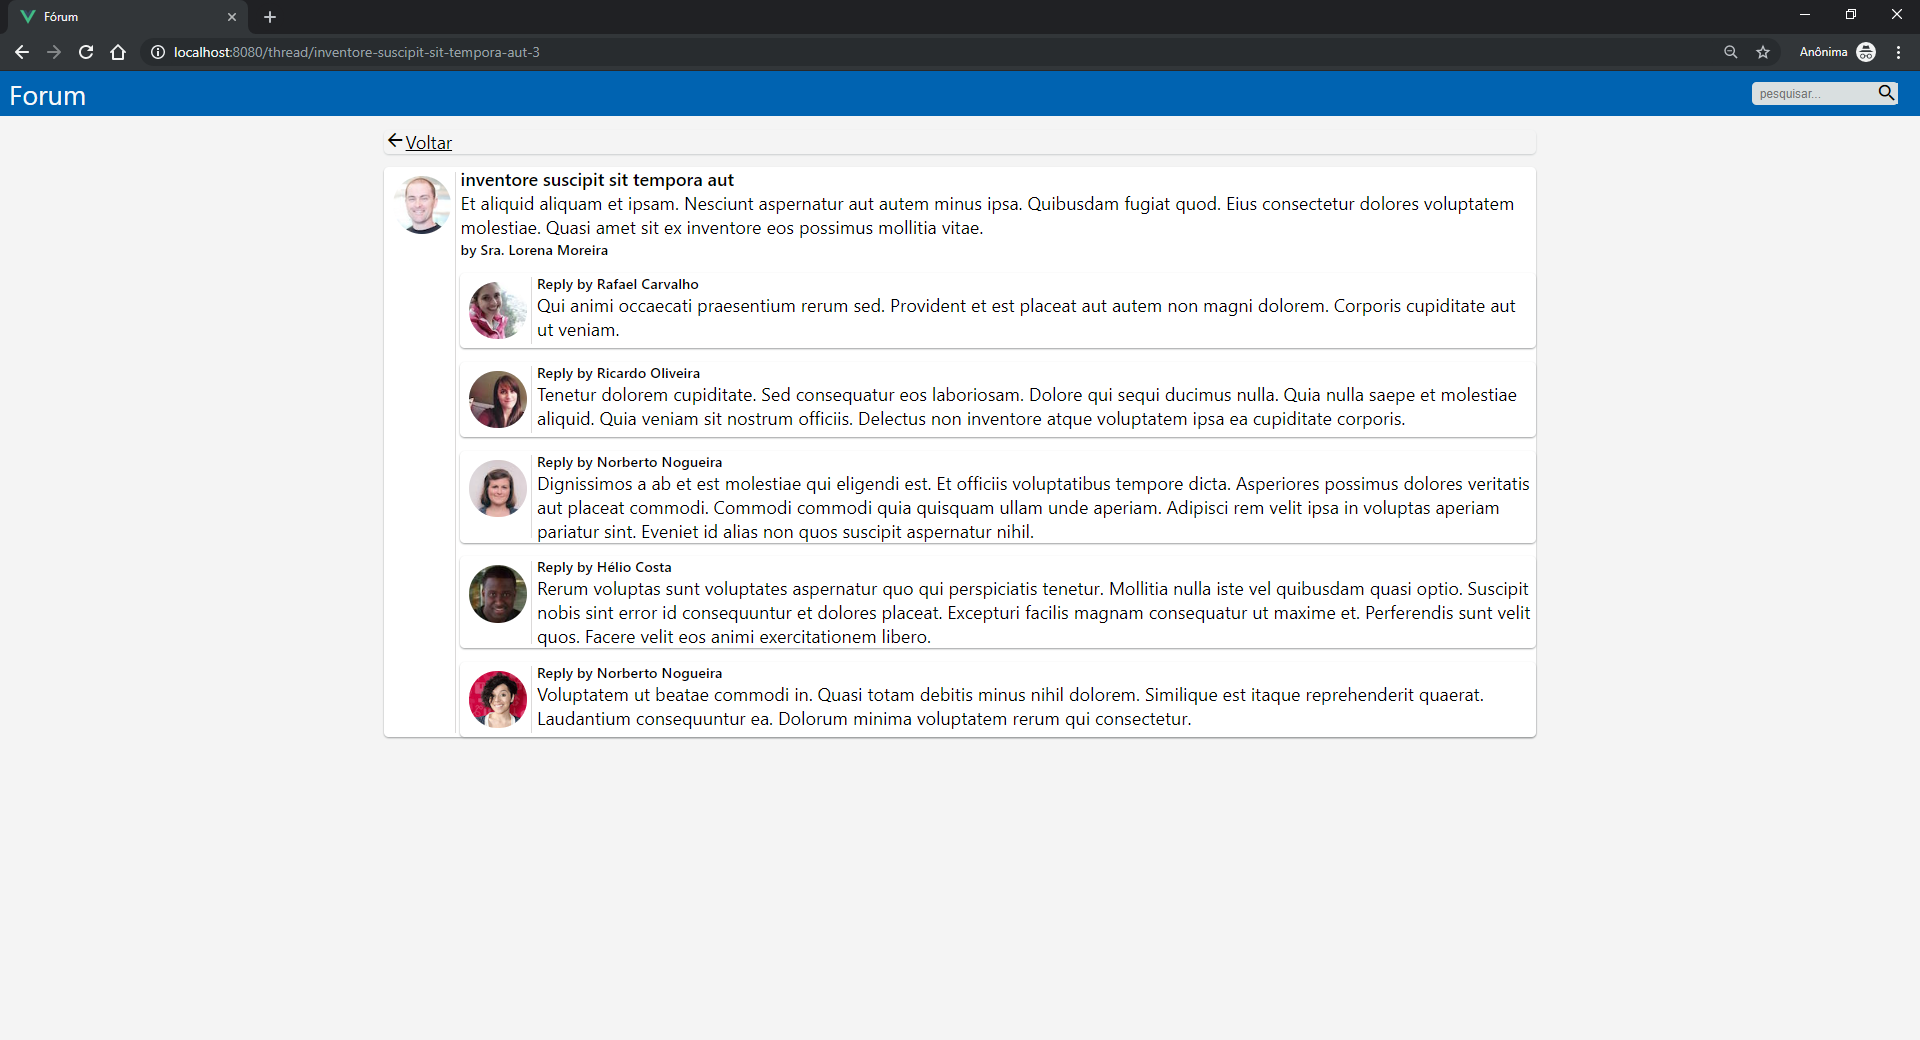 Fórum
localhost:8080/thread/inventore-suscipit-sit-tempora-aut-3
Anônima
Forum
pesquisar...
Voltar
inventore suscipit sit tempora aut
Et aliquid aliquam et ipsam. Nesciunt aspernatur aut autem minus ipsa. Quibusdam fugiat quod. Eius consectetur dolores voluptatem
molestiae. Quasi amet sit ex inventore eos possimus mollitia vitae.
by Sra. Lorena Moreira
Reply by Rafael Carvalho
Qui animi occaecati praesentium rerum sed. Provident et est placeat aut autem non magni dolorem. Corporis cupiditate aut
ut veniam.
Reply by Ricardo Oliveira
Tenetur dolorem cupiditate. Sed consequatur eos laboriosam. Dolore qui sequi ducimus nulla. Quia nulla saepe et molestiae
aliquid. Quia veniam sit nostrum officiis. Delectus non inventore atque voluptatem ipsa ea cupiditate corporis.
Reply by Norberto Nogueira
Dignissimos a ab et est molestiae qui eligendi est. Et officiis voluptatibus tempore dicta. Asperiores possimus dolores veritatis
aut placeat commodi. Commodi commodi quia quisquam ullam unde aperiam. Adipisci rem velit ipsa in voluptas aperiam
pariatur sint. Eveniet id alias non quos suscipit aspernatur nihil.
Reply by Hélio Costa
Rerum voluptas sunt voluptates aspernatur quo qui perspiciatis tenetur. Mollitia nulla iste vel quibusdam quasi optio. Suscipit
nobis sint error id consequuntur et dolores placeat. Excepturi facilis magnam consequatur ut maxime et. Perferendis sunt velit
quos. Facere velit eos animi exercitationem libero.
Reply by Norberto Nogueira
Voluptatem ut beatae commodi in. Quasi totam debitis minus nihil dolorem. Similique est itaque reprehenderit quaerat.
Laudantium consequuntur ea. Dolorum minima voluptatem rerum qui consectetur.